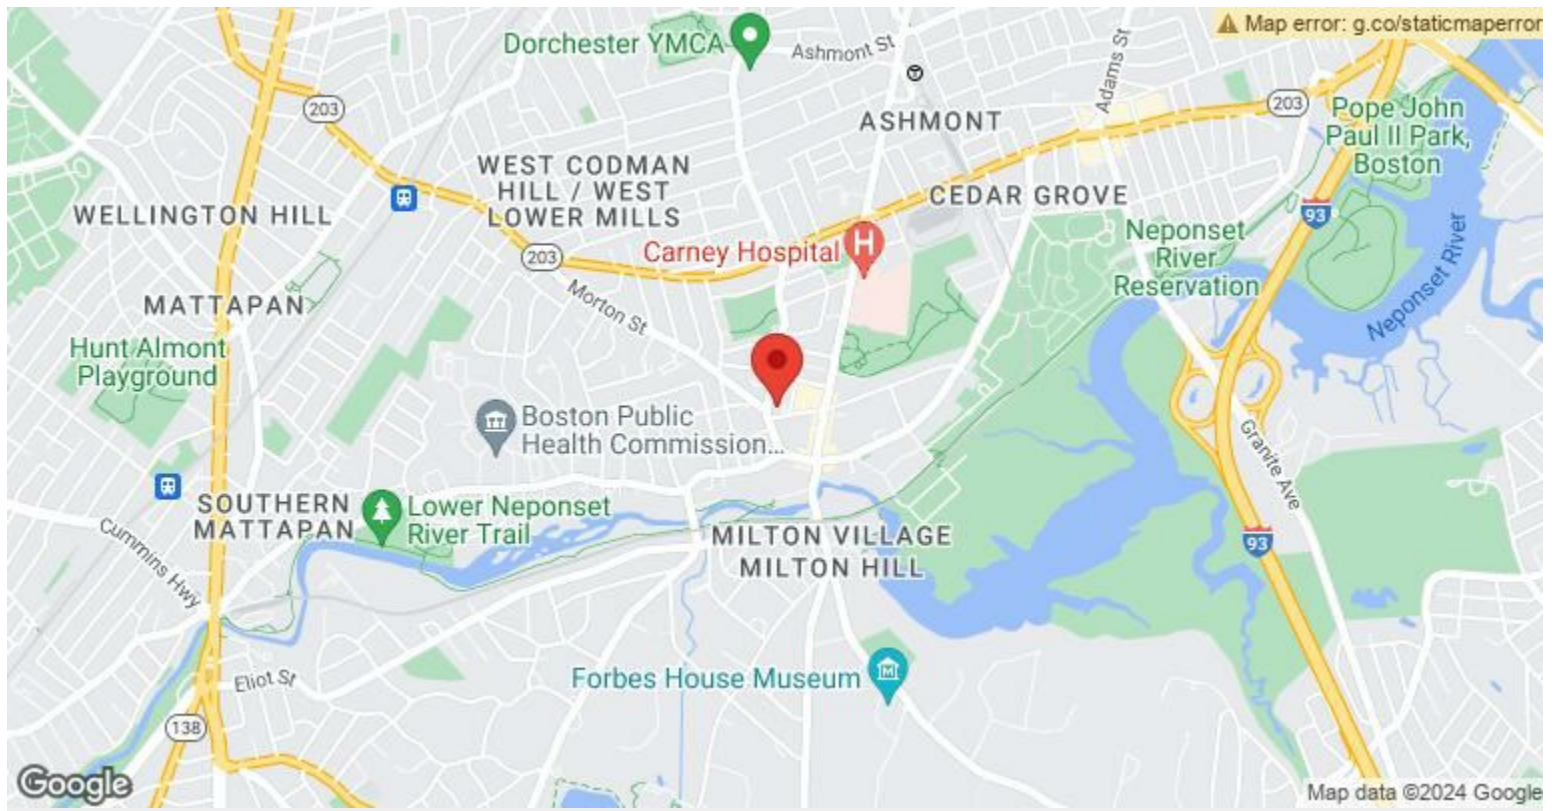 Map error: g.co/staticmaperror
Dorchester YMCA
Ashmont St
Adams St
203
203
ASHMONT
Pope John
Paul II Park,
Boston
WEST CODMAN
HILL / WEST
LOWER MILLS
CEDAR GROVE
WELLINGTON HILL
93
Neponset
River
Reservation
Neponset River
Carney Hospital
H
203
Morton St
MATTAPAN
Hunt Almont
Playground
Boston Public
Health Commission...
Granite Ave
SOUTHERN
MATTAPAN
Lower Neponset
River Trail
Cummins Hwy
MILTON VILLAGE
MILTON HILL
93
Forbes House Museum
M
Eliot St
138
Google
Map data ©2024 Google